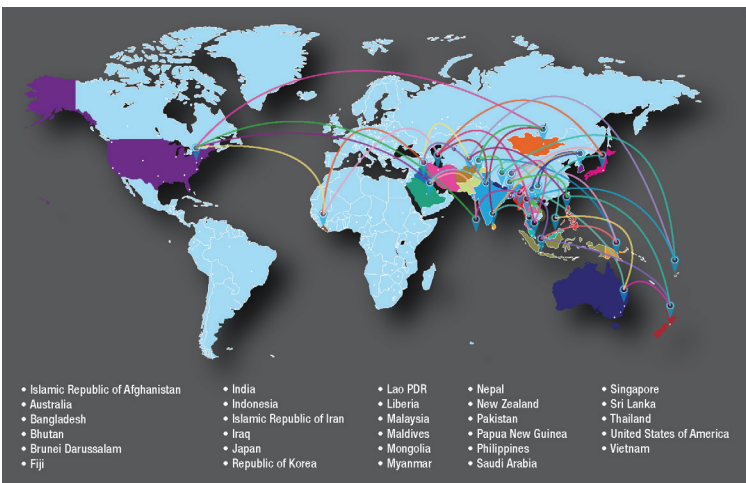 • Islamic Republic of Afghanistan
• Australia
• Bangladesh
• Bhutan
• Brunei Darussalam
• Fiji
• India
• Indonesia
• Islamic Republic of Iran
• Iraq
• Japan
• Republic of Korea
• Lao PDR
• Liberia
• Malaysia
• Maldives
• Mongolia
• Myanmar
• Nepal
• New Zealand
• Pakistan
• Papua New Guinea
• Philippines
• Saudi Arabia
• Singapore
• Sri Lanka
• Thailand
• United States of America
• Vietnam